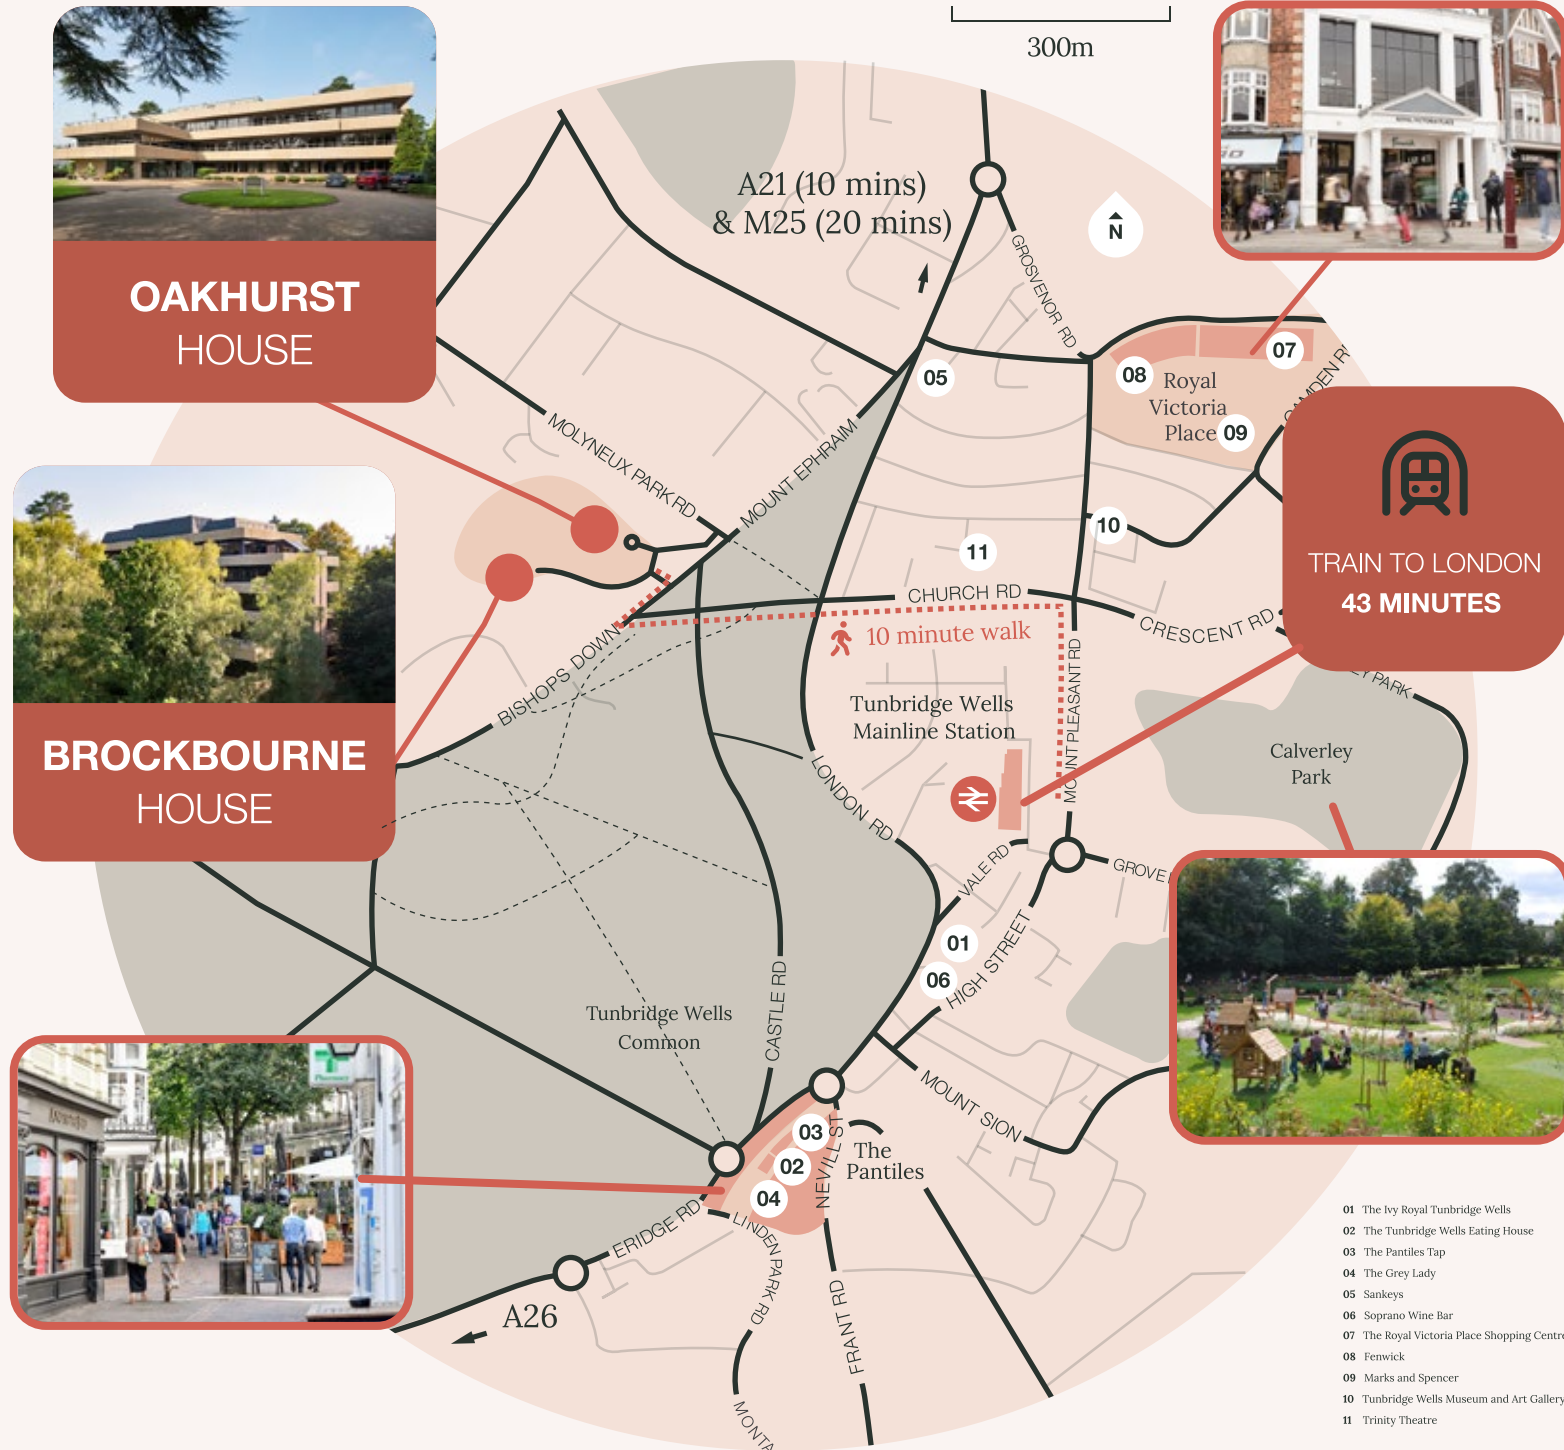 300m
OAKHURST
HOUSE
A21 (10 mins)
& M25 (20 mins)
N
ROYAL VICTORIA PLACE
GROSVENOR RD
05
08
07
Royal
Victoria
Place
09
MOLYNEUX PARK RD
MOUNT EPHRAIM
10
11
TRAIN TO LONDON
43 MINUTES
CHURCH RD
CRESCENT RD
10 minute walk
BISHOPS DOWN
MOUNT PLEASANT RD
Tunbridge Wells
Mainline Station
BROCKBOURNE
HOUSE
Calverley
Park
LONDON RD
VALE RD
01
06
HIGH STREET
Tunbridge Wells
Common
CASTLE RD
MOUNT SION
Pharmacy
03
02
04
NEVILL ST
The
Pantiles
ERIDGE RD
LINDEN PARK RD
A26
FRANT RD
01 The Ivy Royal Tunbridge Wells
02 The Tunbridge Wells Eating House
03 The Pantiles Tap
04 The Grey Lady
05 Sankeys
06 Soprano Wine Bar
07 The Royal Victoria Place Shopping Centre
08 Fenwick
09 Marks and Spencer
10 Tunbridge Wells Museum and Art Gallery
11 Trinity Theatre